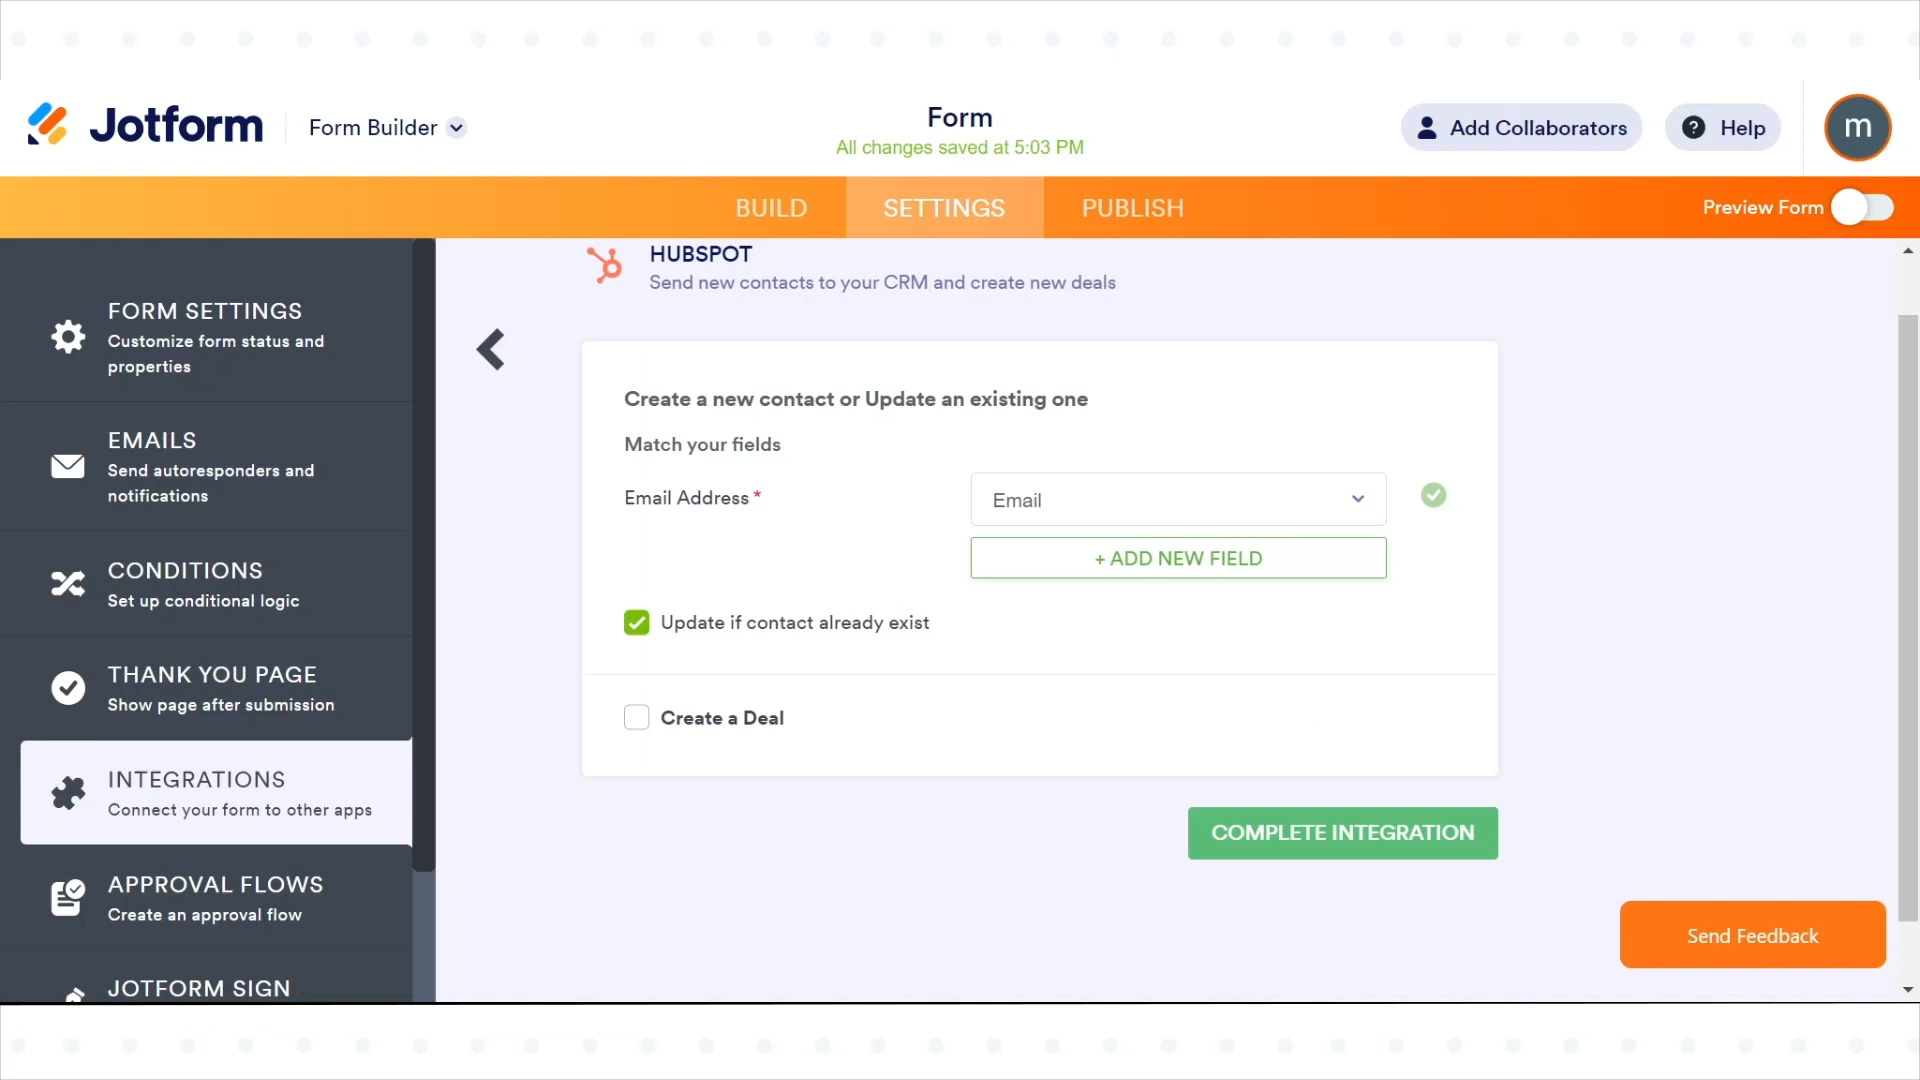 Jotform
Form Builder
Form
All changes saved at 5:03 PM
Add Collaborators
? Help
m
BUILD
SETTINGS
PUBLISH
Preview Form
FORM SETTINGS
Customize form status and
properties
EMAILS
Send autoresponders and
notifications
CONDITIONS
Set up conditional logic
THANK YOU PAGE
Show page after submission
INTEGRATIONS
Connect your form to other apps
APPROVAL FLOWS
Create an approval flow
JOTFORM SIGN
HUBSPOT
Send new contacts to your CRM and create new deals
Create a new contact or Update an existing one
Match your fields
Email Address *
Email
+ ADD NEW FIELD
Update if contact already exist
Create a Deal
COMPLETE INTEGRATION
Send Feedback